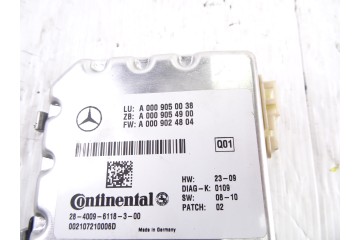 LU: A 000 905 00 38
ZB: A 000 905 49 00
FW: A 000 902 48 04
Q01
HW: 23-09
DIAG-K: 0109
SW: 08-10
PATCH: 02
Continental
28-4009-6118-3-00
002107210006D
Made in Germany